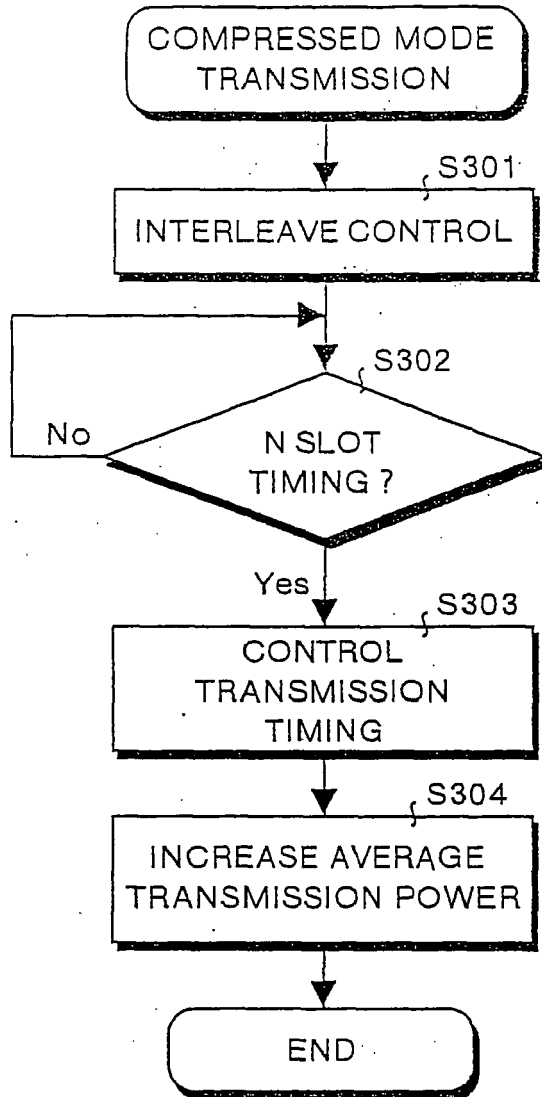 COMPRESSED MODE
TRANSMISSION
S301
INTERLEAVE CONTROL
S302
No
N SLOT
TIMING ?
Yes
S303
CONTROL
TRANSMISSION
TIMING
S304
INCREASE AVERAGE
TRANSMISSION POWER
END